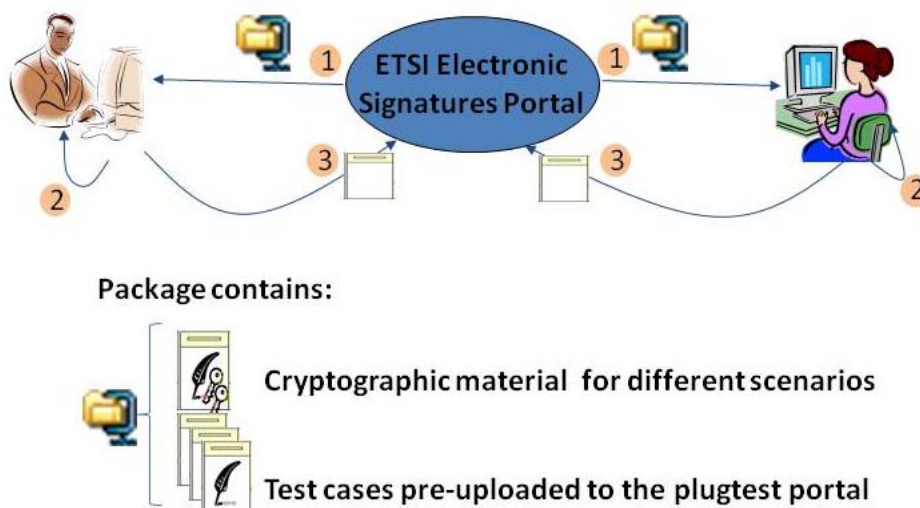 1
1
ETSI Electronic
Signatures Portal
3
3
2
2
Package contains:
Cryptographic material for different scenarios
Test cases pre-uploaded to the plugtest portal